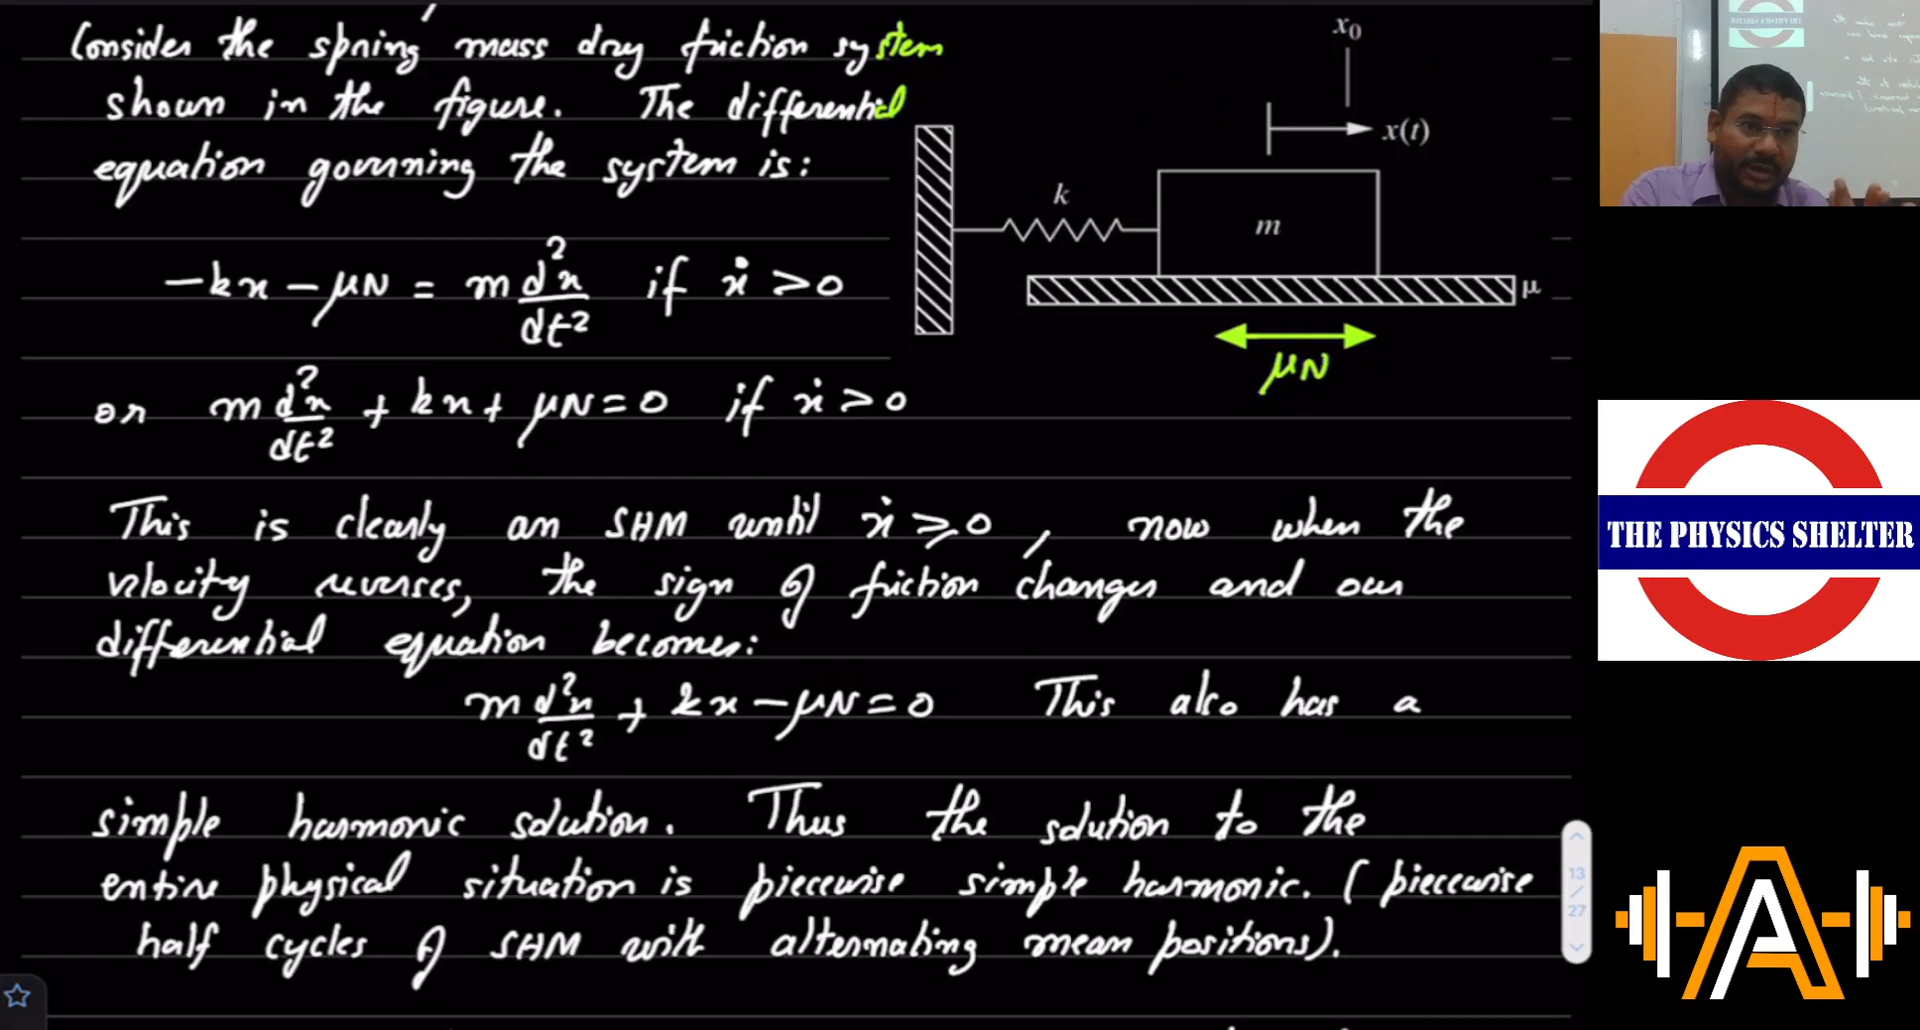 Consider the spring mass dry friction system
shown in the figure. The differential
equation governing the system is:
-kx - μN = m d²x/dt² if ẋ > 0
or m d²x/dt² + kx + μN = 0 if ẋ > 0
This is clearly an SHM until ẋ ≥ 0, now when the
velocity reverses, the sign of friction changes and our
differential equation becomes:
m d²x/dt² + kx - μN = 0 This also has a
simple harmonic solution. Thus the solution to the
entire physical situation is piecewise simple harmonic. (piecewise
half cycles of SHM with alternating mean positions).
x₀
x(t)
k
m
μ
μN
THE PHYSICS SHELTER
13
/
27
A